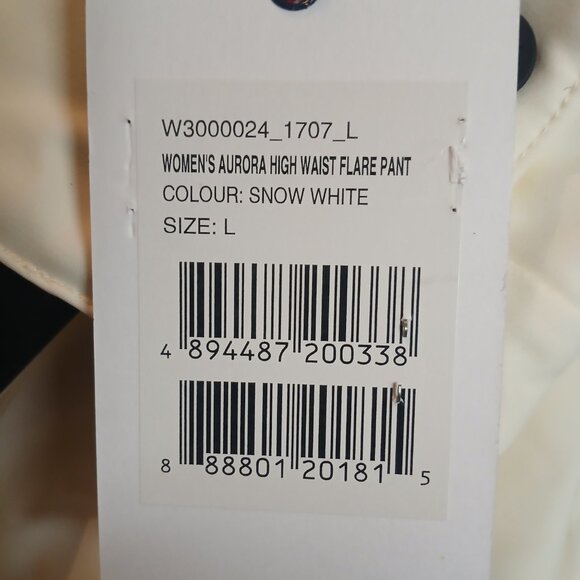 W3000024_1707_L
WOMEN'S AURORA HIGH WAIST FLARE PANT
COLOUR: SNOW WHITE
SIZE: L
4 894487 200338
8 88801 20181 5